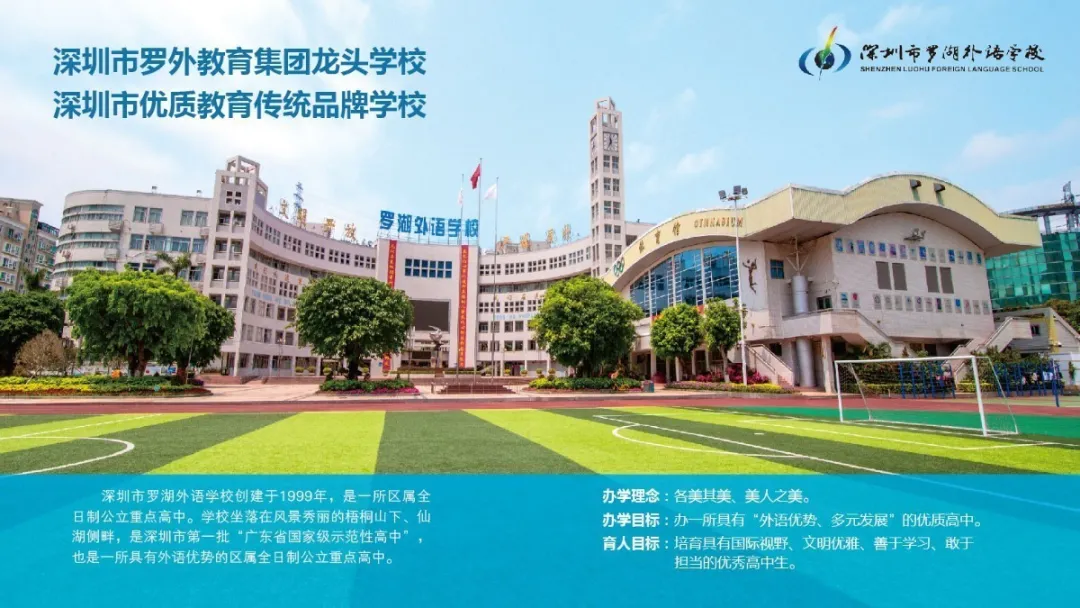 深圳市罗外教育集团龙头学校
深圳市优质教育传统品牌学校
深圳市罗湖外语学校
SHENZHEN LUOHU FOREIGN LANGUAGE SCHOOL
罗湖外语学校
体育馆 GYMNASIUM
深圳市罗湖外语学校创建于1999年，是一所区属全
日制公立重点高中。学校坐落在风景秀丽的梧桐山下、仙
湖侧畔，是深圳市第一批“广东省国家级示范性高中”，
也是一所具有外语优势的区属全日制公立重点高中。
办学理念：各美其美、美人之美。
办学目标：办一所具有“外语优势、多元发展”的优质高中。
育人目标：培育具有国际视野、文明优雅、善于学习、敢于
担当的优秀高中生。